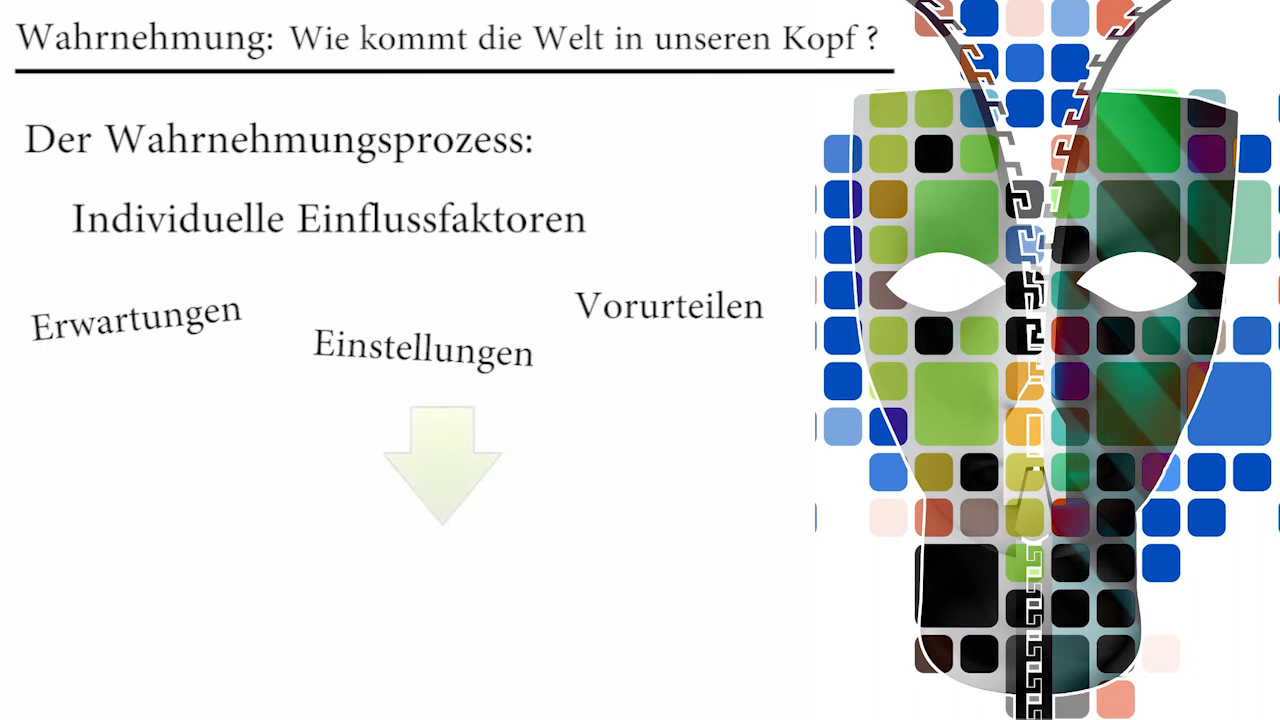 Wahrnehmung: Wie kommt die Welt in unseren Kopf ?
Der Wahrnehmungsprozess:
Individuelle Einflussfaktoren
Erwartungen
Einstellungen
Vorurteilen